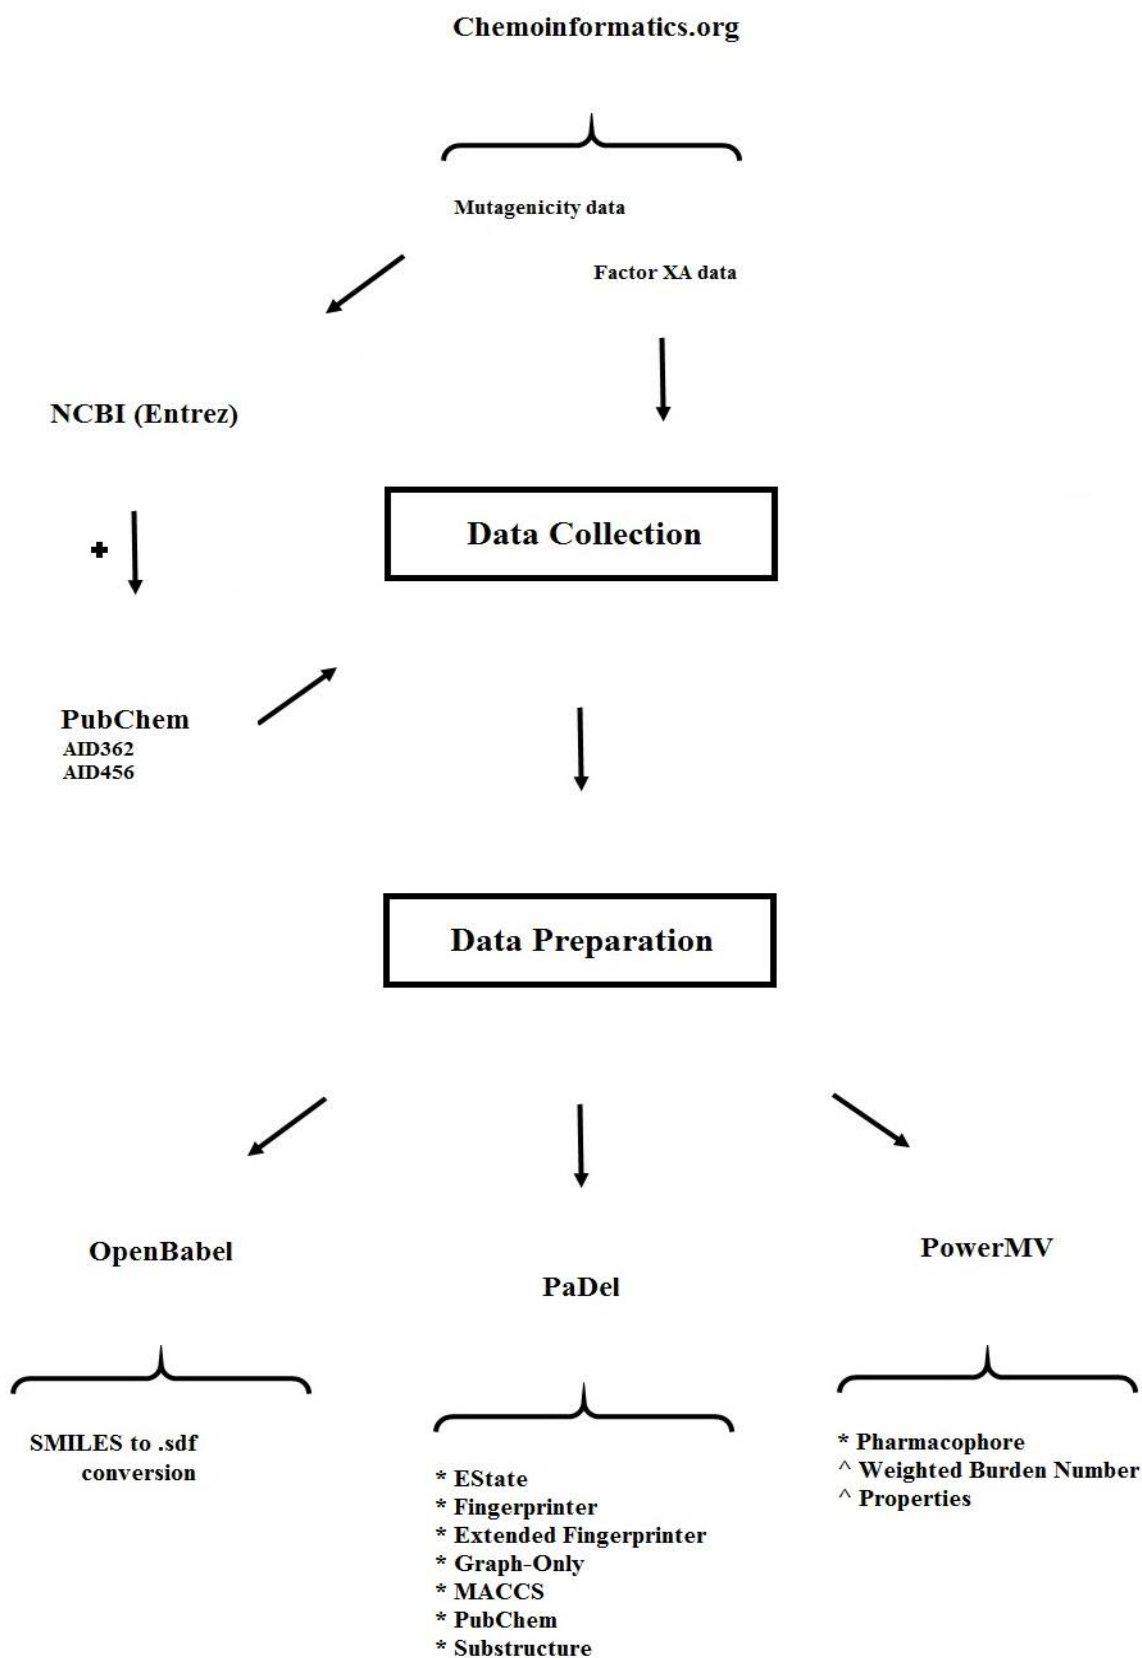 Chemoinformatics.org
Mutagenicity data
Factor XA data
NCBI (Entrez)
Data Collection
+
PubChem
AID362
AID456
Data Preparation
OpenBabel
PaDel
PowerMV
SMILES to .sdf
conversion
* EState
* Fingerprinter
* Extended Fingerprinter
* Graph-Only
* MACCS
* PubChem
* Substructure
* Pharmacophore
^ Weighted Burden Number
^ Properties